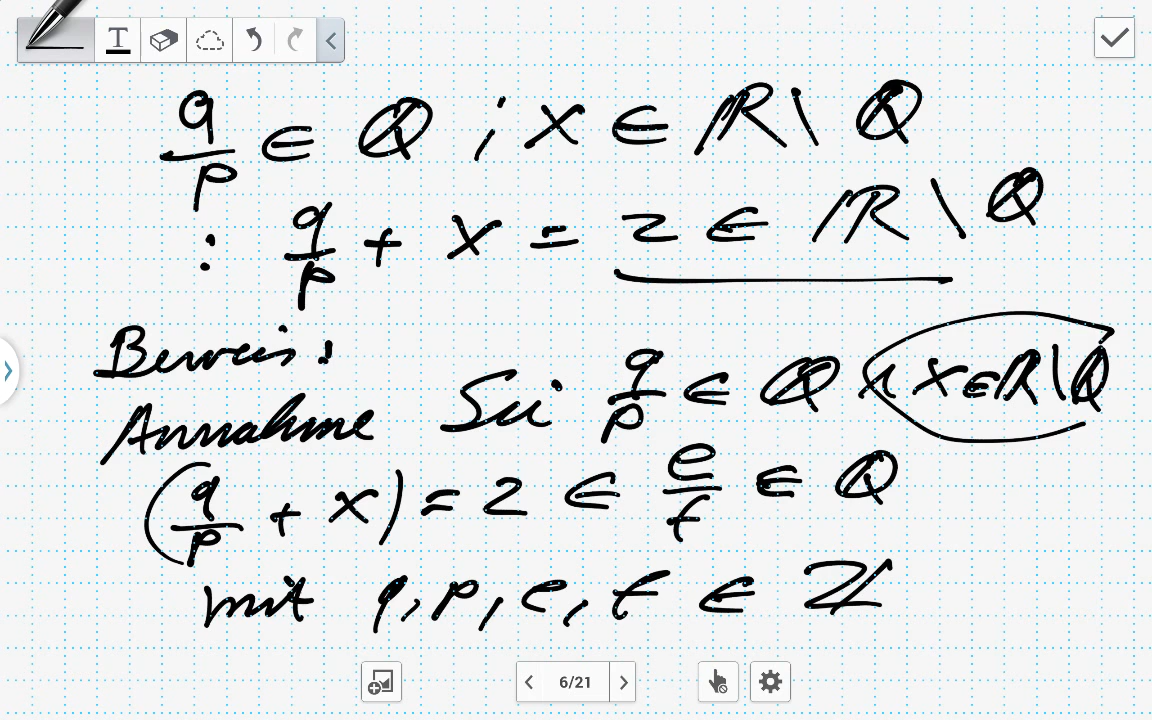 T
q/p ∈ ℚ ; x ∈ ℝ \ ℚ
: q/p + x = z ∈ ℝ \ ℚ
Beweis:
Annahme Sei q/p ∈ ℚ ∧ x ∈ ℝ\ℚ
(q/p + x) = z ∈ e/f ∈ ℚ
mit q, p, e, f ∈ ℤ
6/21